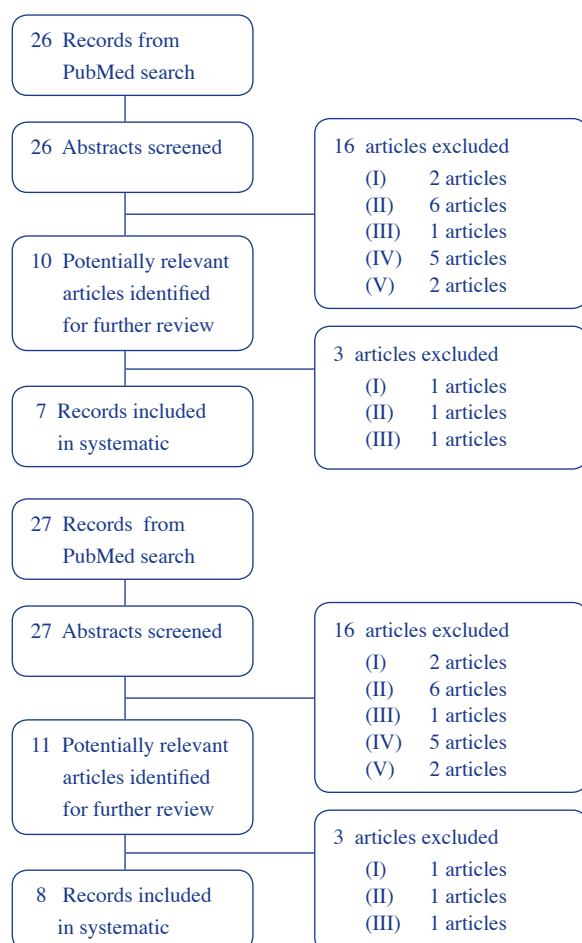 26 Records from
PubMed search
26 Abstracts screened
16 articles excluded
(I) 2 articles
(II) 6 articles
(III) 1 articles
(IV) 5 articles
(V) 2 articles
10 Potentially relevant
articles identified
for further review
3 articles excluded
(I) 1 articles
(II) 1 articles
(III) 1 articles
7 Records included
in systematic
27 Records from
PubMed search
27 Abstracts screened
16 articles excluded
(I) 2 articles
(II) 6 articles
(III) 1 articles
(IV) 5 articles
(V) 2 articles
11 Potentially relevant
articles identified
for further review
3 articles excluded
(I) 1 articles
(II) 1 articles
(III) 1 articles
8 Records included
in systematic